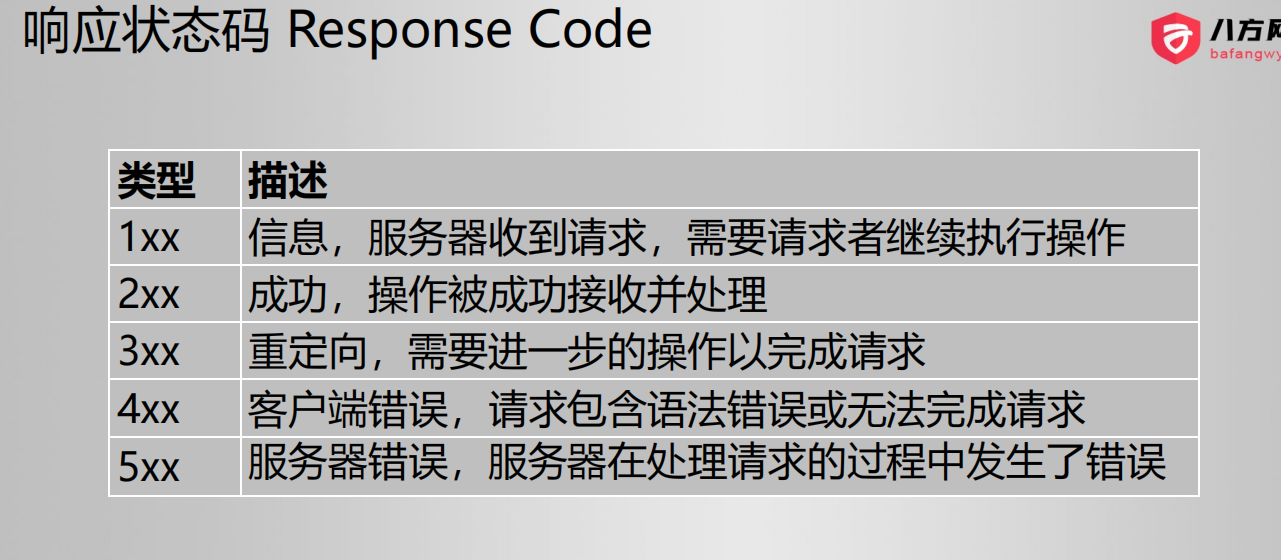 响应状态码 Response Code
八方网
bafangwy
类型 描述
1xx 信息，服务器收到请求，需要请求者继续执行操作
2xx 成功，操作被成功接收并处理
3xx 重定向，需要进一步的操作以完成请求
4xx 客户端错误，请求包含语法错误或无法完成请求
5xx 服务器错误，服务器在处理请求的过程中发生了错误